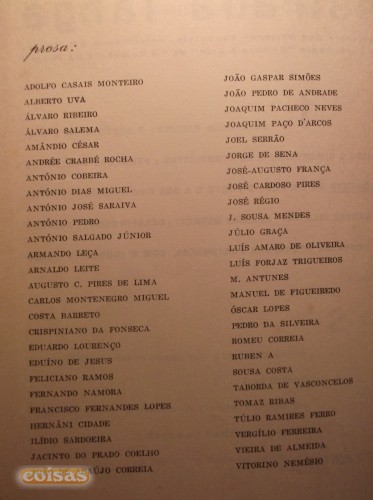 prosa:
ADOLFO CASAIS MONTEIRO
ALBERTO UVA
ÁLVARO RIBEIRO
ÁLVARO SALEMA
AMÂNDIO CÉSAR
ANDRÉE CRABBÉ ROCHA
ANTÓNIO COBEIRA
ANTÓNIO DIAS MIGUEL
ANTÓNIO JOSÉ SARAIVA
ANTÓNIO PEDRO
ANTÓNIO SALGADO JÚNIOR
ARMANDO LEÇA
ARNALDO LEITE
AUGUSTO C. PIRES DE LIMA
CARLOS MONTENEGRO MIGUEL
COSTA BARRETO
CRISPINIANO DA FONSECA
EDUARDO LOURENÇO
EDUÍNO DE JESUS
FELICIANO RAMOS
FERNANDO NAMORA
FRANCISCO FERNANDES LOPES
HERNÂNI CIDADE
ILÍDIO SARDOEIRA
JACINTO DO PRADO COELHO
CORREIA
JOÃO GASPAR SIMÕES
JOÃO PEDRO DE ANDRADE
JOAQUIM PACHECO NEVES
JOAQUIM PAÇO D'ARCOS
JOEL SERRÃO
JORGE DE SENA
JOSÉ-AUGUSTO FRANÇA
JOSÉ CARDOSO PIRES
JOSÉ RÉGIO
J. SOUSA MENDES
JÚLIO GRAÇA
LUÍS AMARO DE OLIVEIRA
LUÍS FORJAZ TRIGUEIROS
M. ANTUNES
MANUEL DE FIGUEIREDO
ÓSCAR LOPES
PEDRO DA SILVEIRA
ROMEU CORREIA
RUBEN A
SOUSA COSTA
TABORDA DE VASCONCELOS
TOMAZ RIBAS
TÚLIO RAMIRES FERRO
VERGÍLIO FERREIRA
VIEIRA DE ALMEIDA
VITORINO NEMÉSIO
coisas